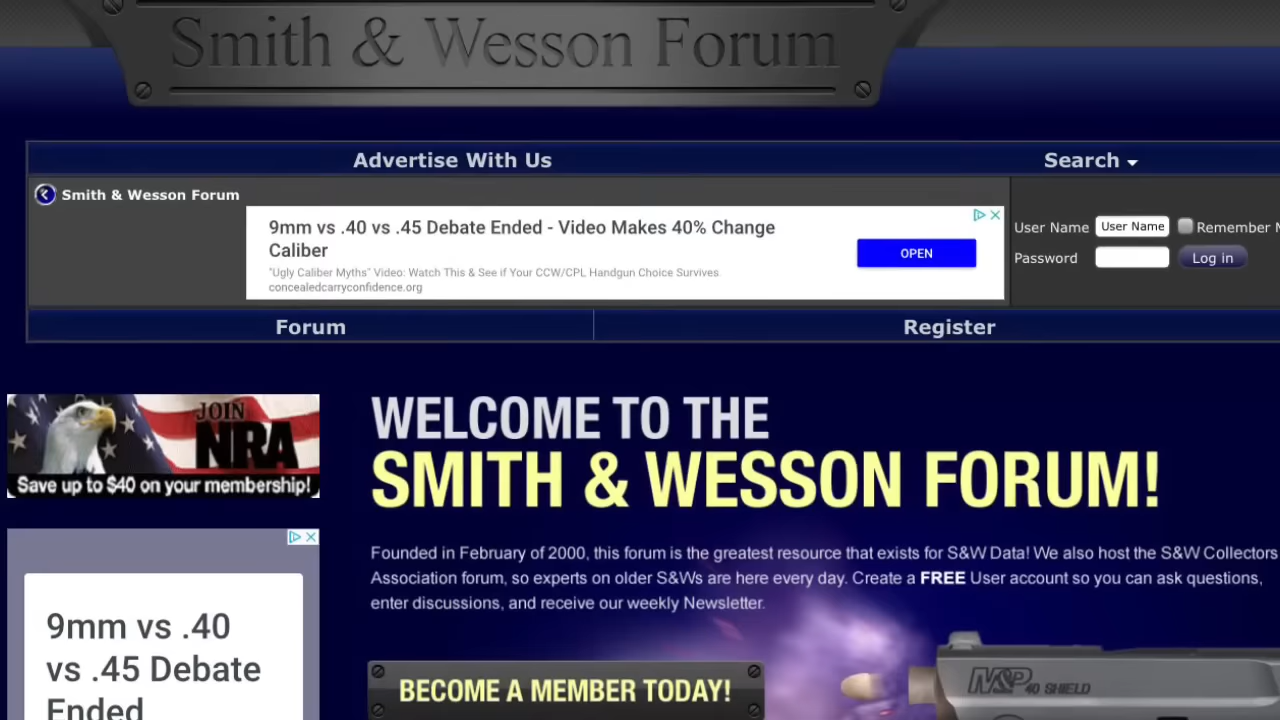 Smith & Wesson Forum
Advertise With Us
Search
Smith & Wesson Forum
9mm vs .40 vs .45 Debate Ended - Video Makes 40% Change
Caliber
"Ugly Caliber Myths" Video: Watch This & See if Your CCW/CPL Handgun Choice Survives
concealedcarryconfidence.org
OPEN
User Name
User Name
Remember M
Password
Log in
Forum
Register
JOIN
NRA
Save up to $40 on your membership!
WELCOME TO THE
SMITH & WESSON FORUM!
Founded in February of 2000, this forum is the greatest resource that exists for S&W Data! We also host the S&W Collectors
Association forum, so experts on older S&Ws are here every day. Create a FREE User account so you can ask questions,
enter discussions, and receive our weekly Newsletter.
9mm vs .40
vs .45 Debate
Ended
BECOME A MEMBER TODAY!
M&P 40 SHIELD